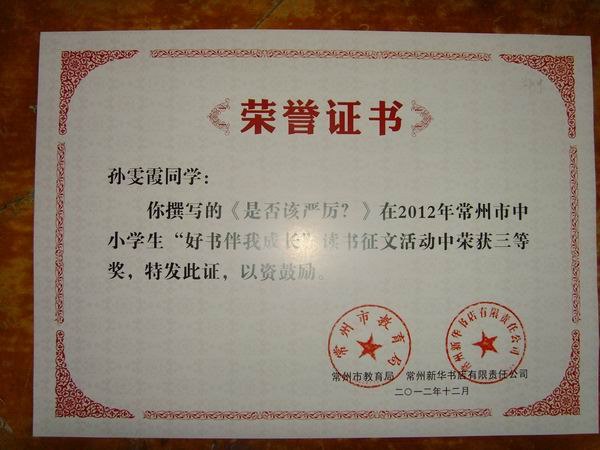 荣誉证书
孙雯霞同学：
你撰写的《是否该严厉？》在2012年常州市中
小学生“好书伴我成长”读书征文活动中荣获三等
奖，特发此证，以资鼓励。
常州市教育局
常州新华书店有限责任公司
常州市教育局 常州新华书店有限责任公司
二〇一二年十二月